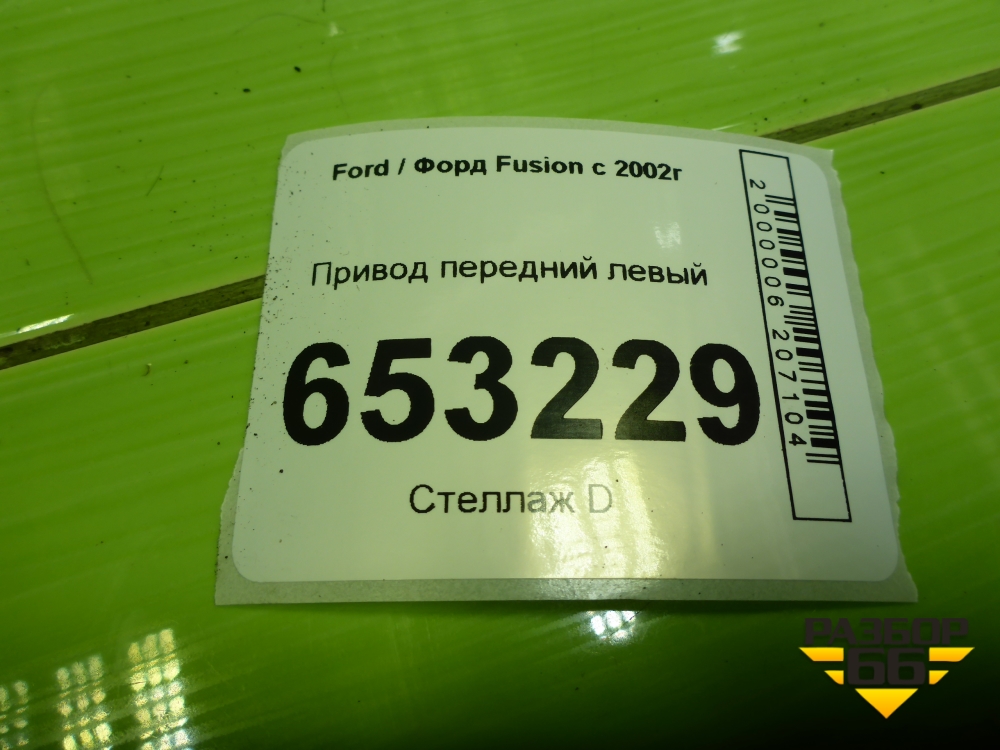 Ford / Форд Fusion с 2002г
Привод передний левый
653229
Стеллаж D
2000006207104
РАЗБОР
66